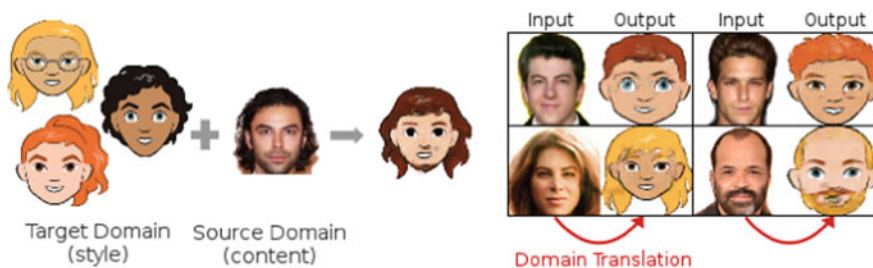 Input Output Input Output
Target Domain
(style)
Source Domain
(content)
Domain Translation